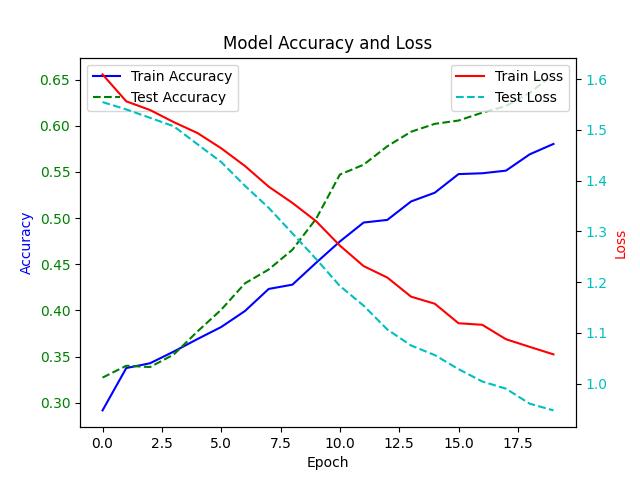 Model Accuracy and Loss
Train Accuracy
Test Accuracy
Train Loss
Test Loss
0.65
0.60
0.55
0.50
0.45
0.40
0.35
0.30
Accuracy
1.6
1.5
1.4
1.3
1.2
1.1
1.0
Loss
0.0 2.5 5.0 7.5 10.0 12.5 15.0 17.5
Epoch